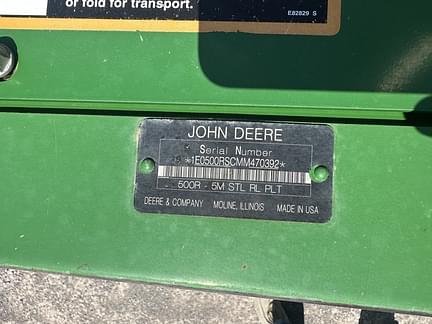 or fold for transport.
E82829 S
JOHN DEERE
Serial Number
*1E0500RSCMM470392*
500R - 5M STL RL PLT
DEERE & COMPANY MOLINE, ILLINOIS MADE IN USA